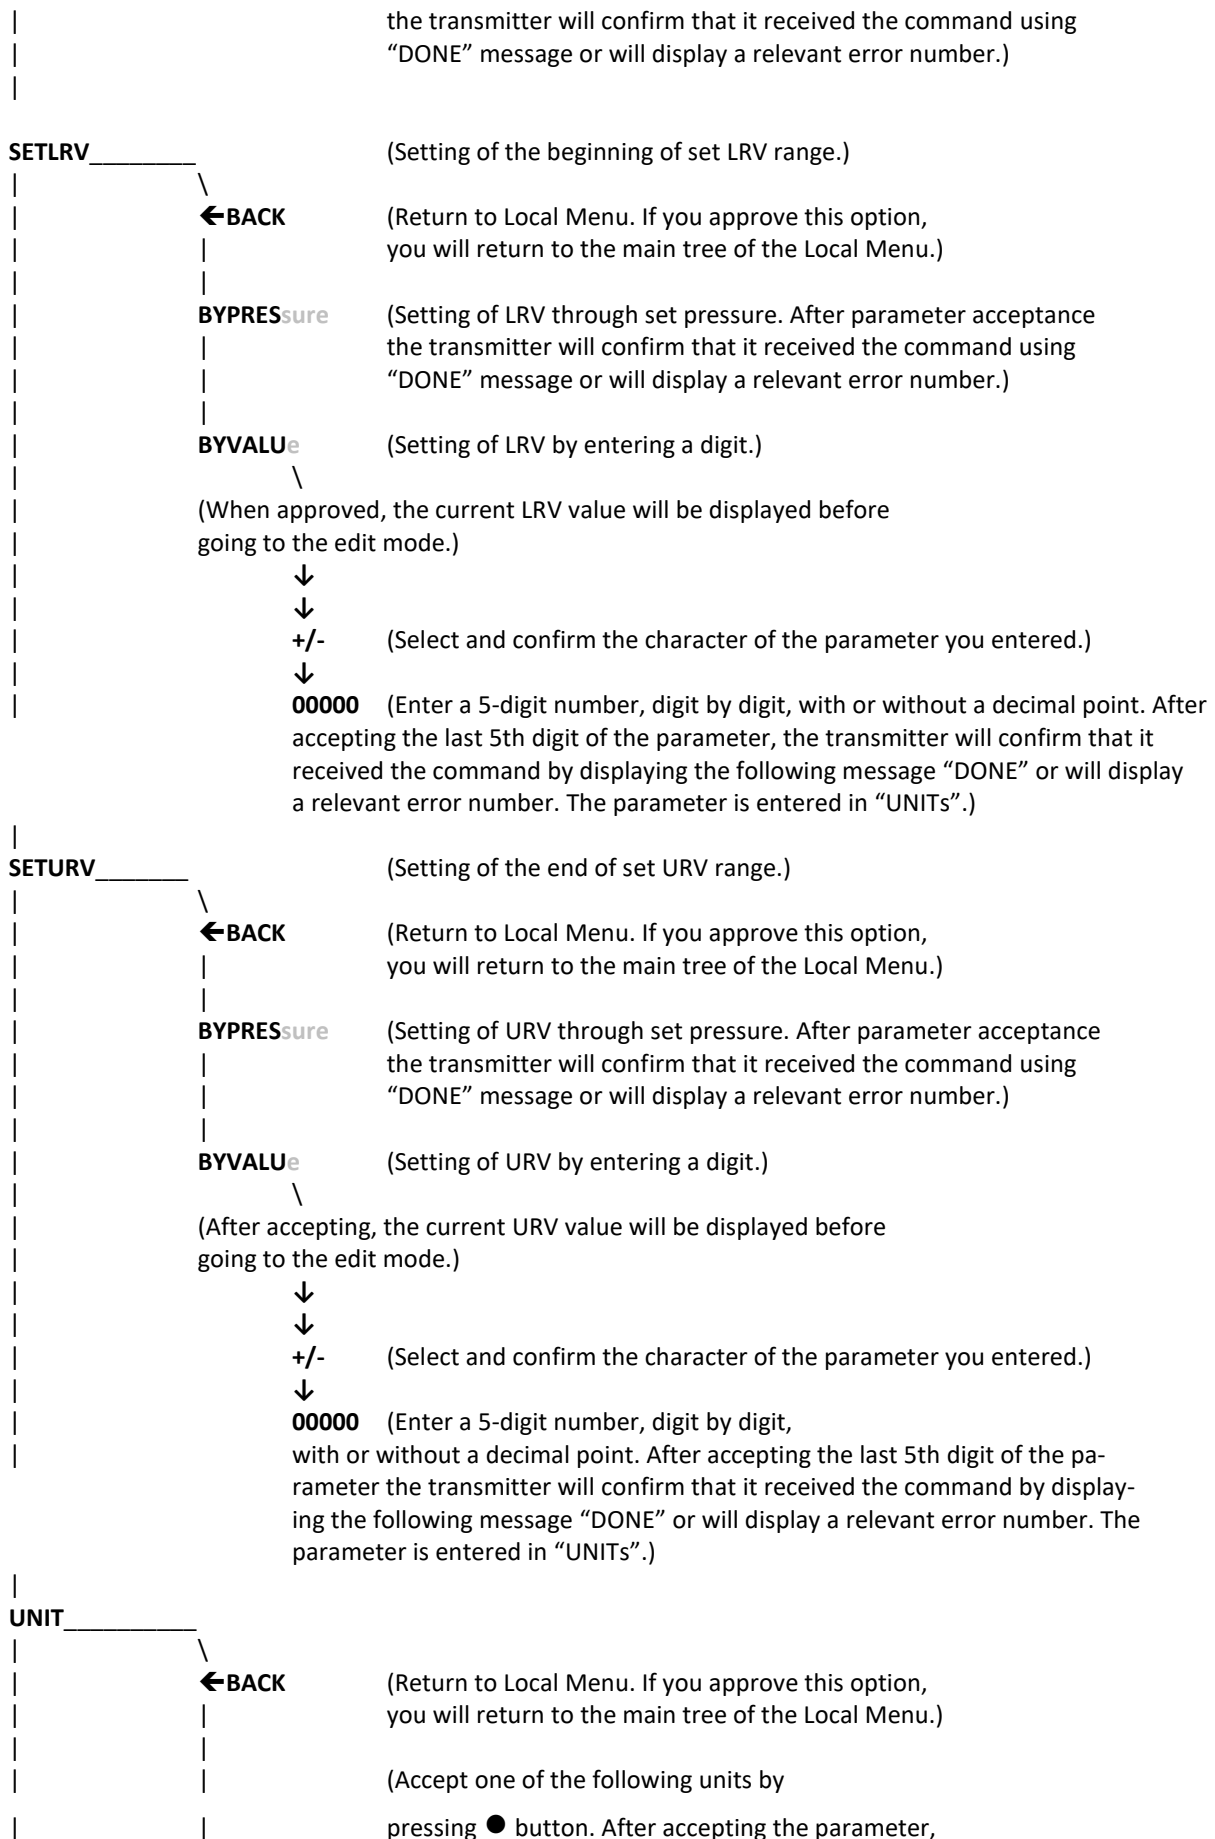 | the transmitter will confirm that it received the command using
| “DONE” message or will display a relevant error number.)
|
SETLRV________ (Setting of the beginning of set LRV range.)
| \
| 🡰BACK (Return to Local Menu. If you approve this option,
| | you will return to the main tree of the Local Menu.)
| |
| BYPRESsure (Setting of LRV through set pressure. After parameter acceptance
| | the transmitter will confirm that it received the command using
| | “DONE” message or will display a relevant error number.)
| |
| BYVALUe (Setting of LRV by entering a digit.)
| \
| (When approved, the current LRV value will be displayed before
| going to the edit mode.)
| ↓
| ↓
| +/- (Select and confirm the character of the parameter you entered.)
| ↓
| 00000 (Enter a 5-digit number, digit by digit, with or without a decimal point. After
accepting the last 5th digit of the parameter, the transmitter will confirm that it
received the command by displaying the following message “DONE” or will display
a relevant error number. The parameter is entered in “UNITs”.)
|
SETURV_______ (Setting of the end of set URV range.)
| \
| 🡰BACK (Return to Local Menu. If you approve this option,
| | you will return to the main tree of the Local Menu.)
| |
| BYPRESsure (Setting of URV through set pressure. After parameter acceptance
| | the transmitter will confirm that it received the command using
| | “DONE” message or will display a relevant error number.)
| |
| BYVALUe (Setting of URV by entering a digit.)
| \
| (After accepting, the current URV value will be displayed before
| going to the edit mode.)
| ↓
| ↓
| +/- (Select and confirm the character of the parameter you entered.)
| ↓
| 00000 (Enter a 5-digit number, digit by digit,
| with or without a decimal point. After accepting the last 5th digit of the pa-
rameter the transmitter will confirm that it received the command by display-
ing the following message “DONE” or will display a relevant error number. The
parameter is entered in “UNITs”.)
|
UNIT__________
| \
| 🡰BACK (Return to Local Menu. If you approve this option,
| | you will return to the main tree of the Local Menu.)
| |
| | (Accept one of the following units by
| | pressing ● button. After accepting the parameter,